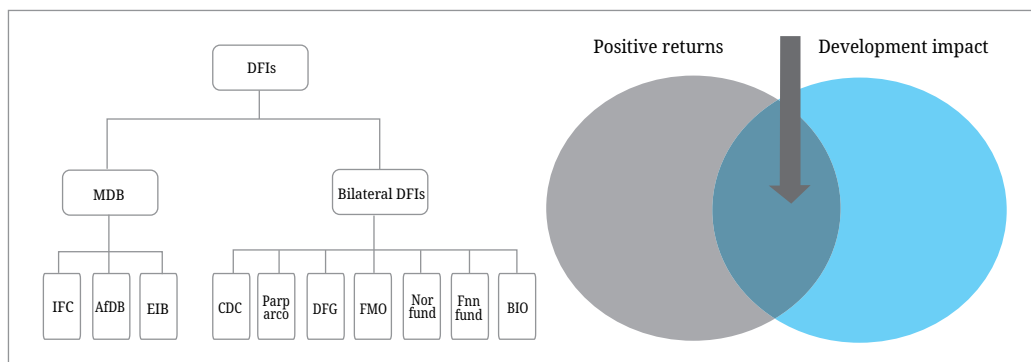 DFIs
MDB
Bilateral DFIs
IFC
AfDB
EIB
CDC
Parp
arco
DFG
FMO
Nor
fund
Fnn
fund
BIO
Positive returns
Development impact